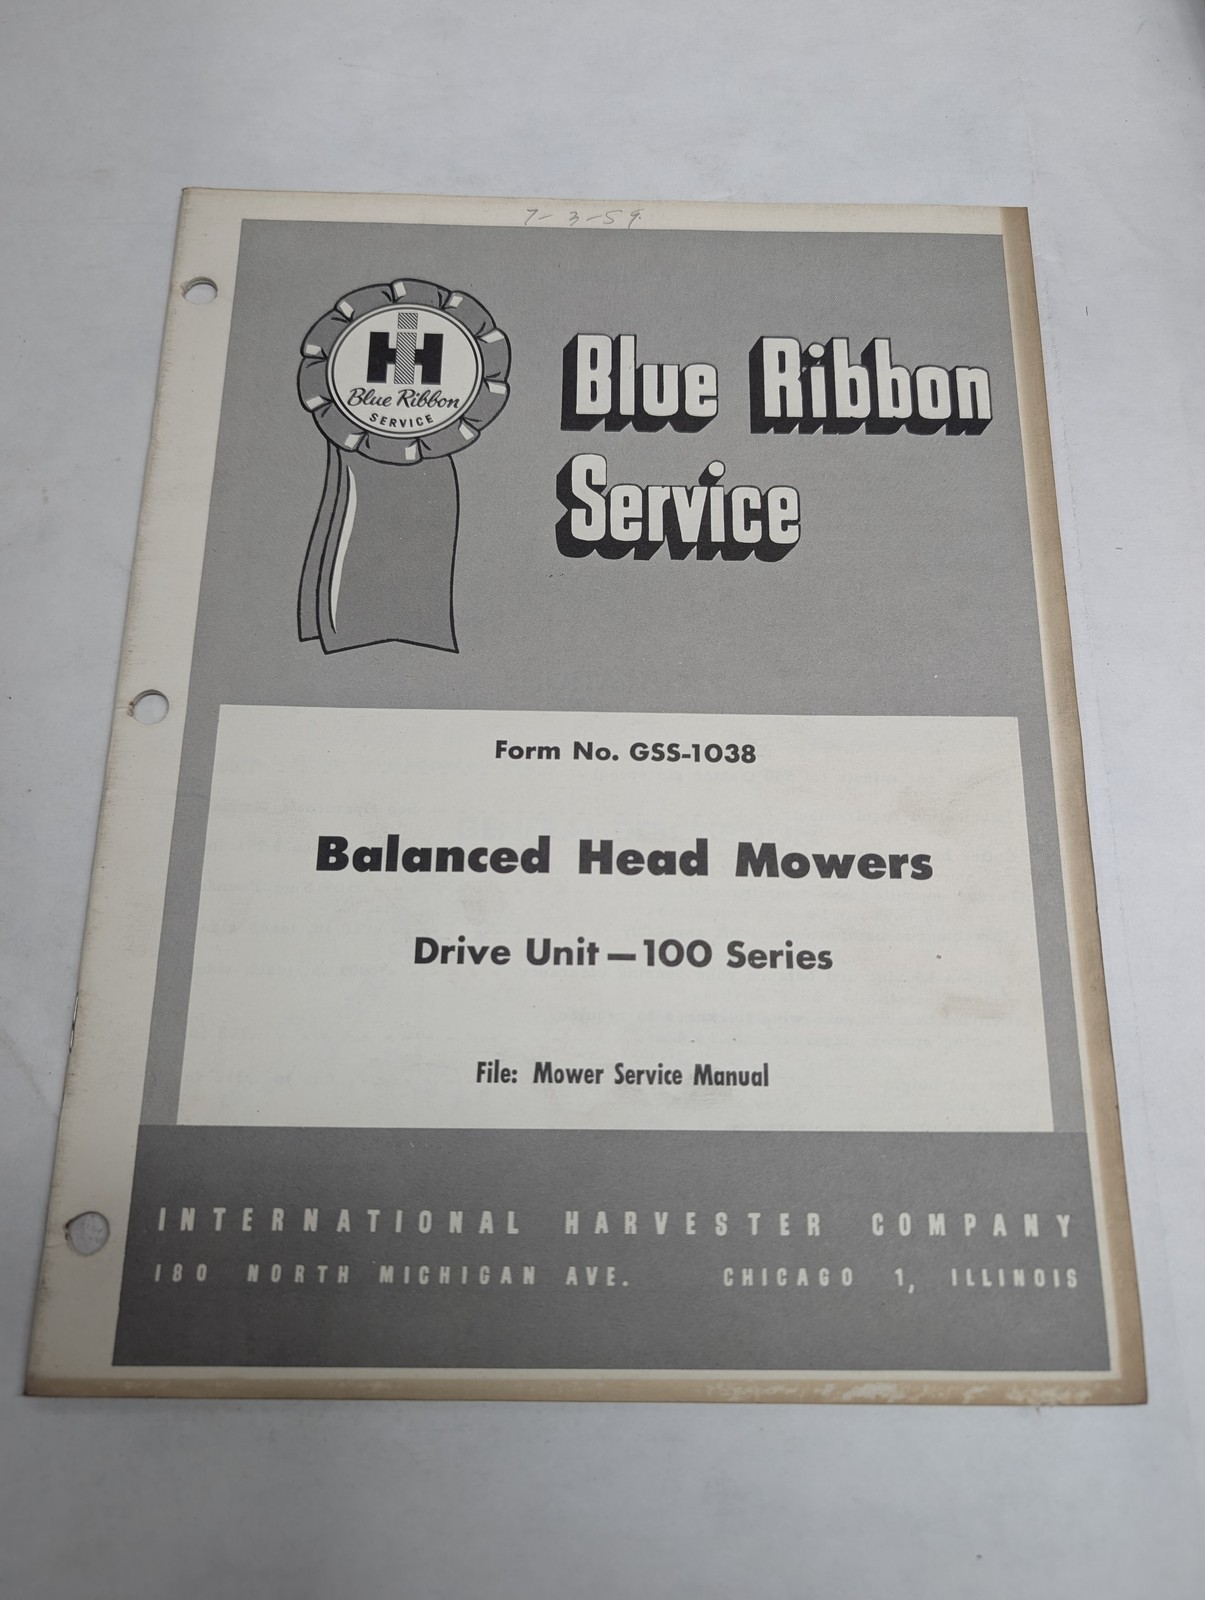 7-3-59.
IH
Blue Ribbon
SERVICE
Blue Ribbon
Service
Form No. GSS-1038
Balanced Head Mowers
Drive Unit—100 Series
File: Mower Service Manual
INTERNATIONAL HARVESTER COMPANY
180 NORTH MICHIGAN AVE. CHICAGO 1, ILLINOIS